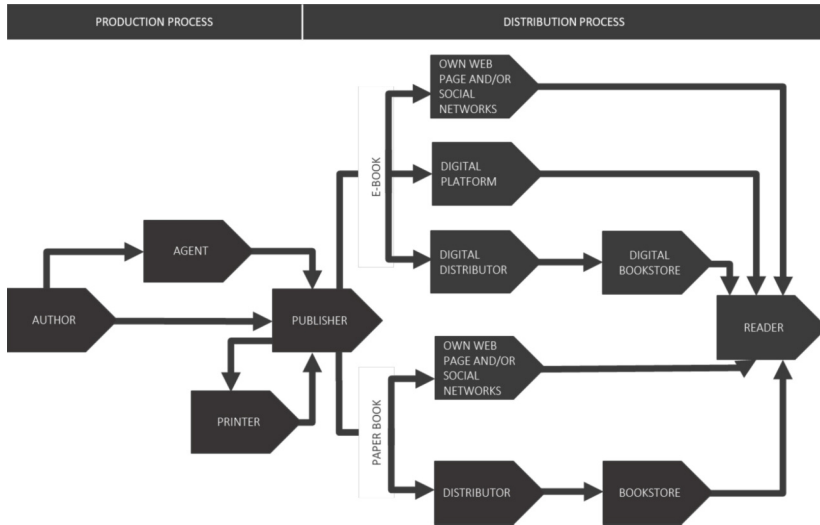 PRODUCTION PROCESS
DISTRIBUTION PROCESS
OWN WEB
PAGE AND/OR
SOCIAL
NETWORKS
E-BOOK
DIGITAL
PLATFORM
AGENT
DIGITAL
DISTRIBUTOR
DIGITAL
BOOKSTORE
AUTHOR
PUBLISHER
READER
OWN WEB
PAGE AND/OR
SOCIAL
NETWORKS
PRINTER
PAPER BOOK
DISTRIBUTOR
BOOKSTORE